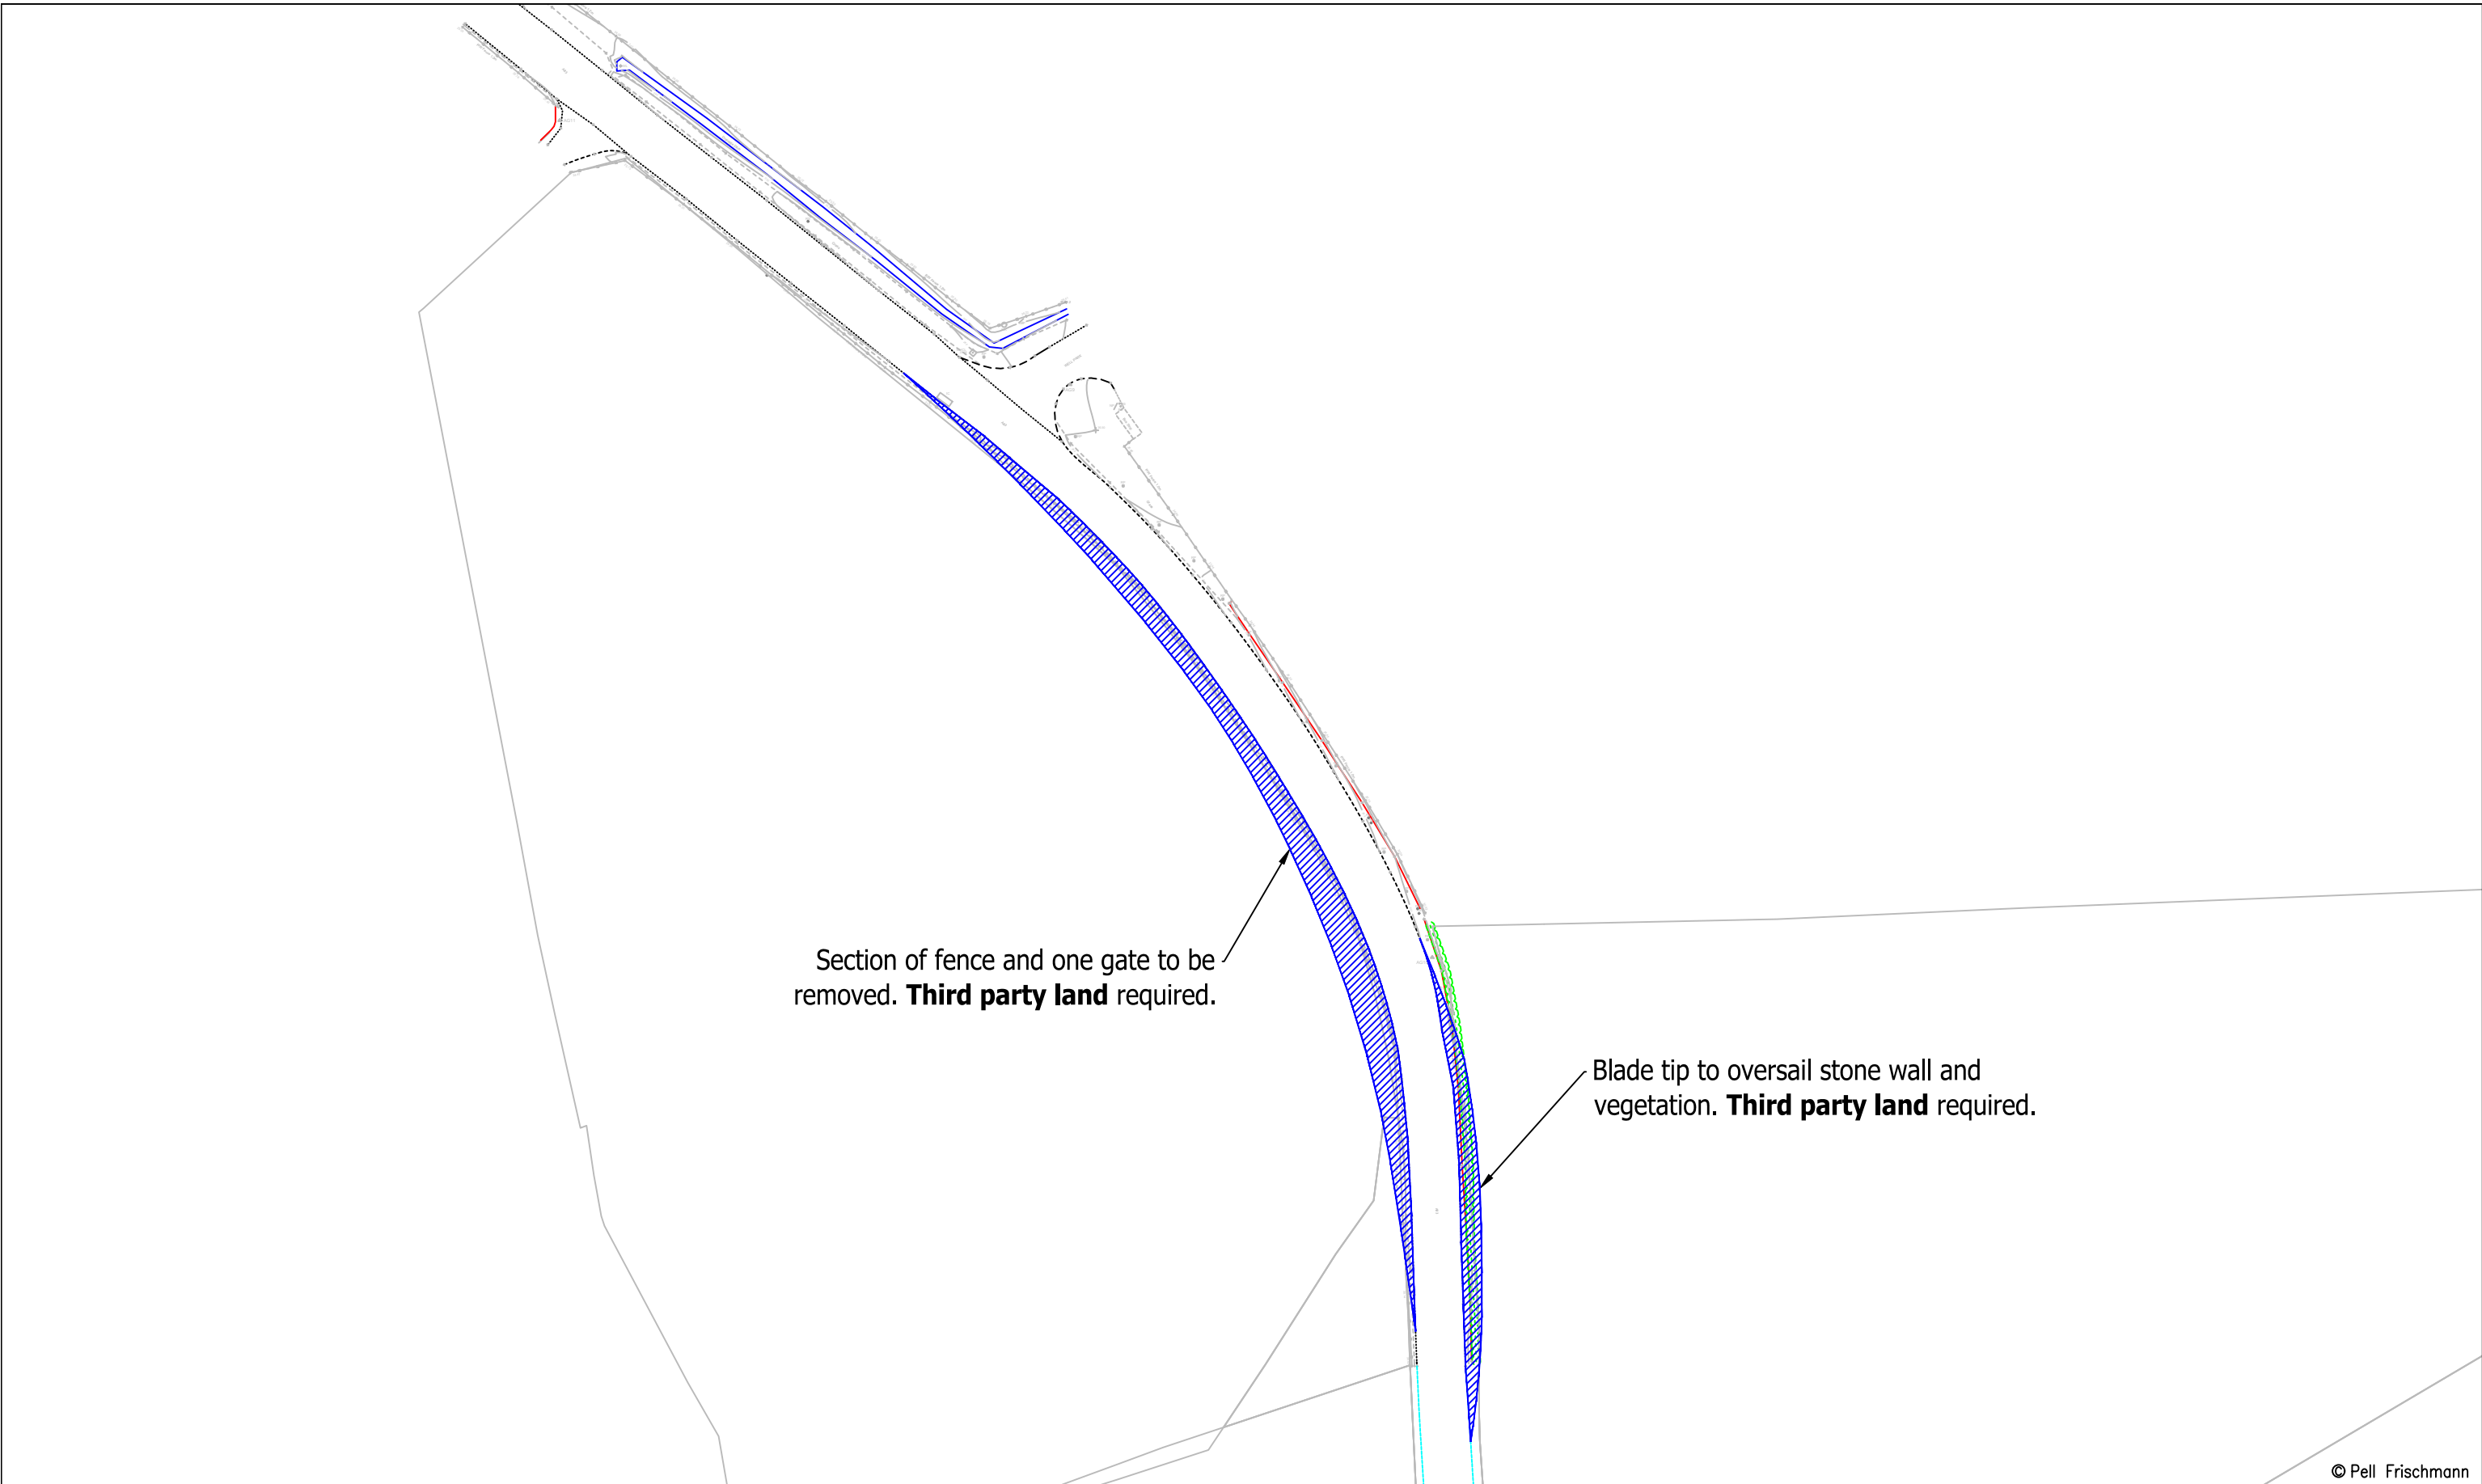 Section of fence and one gate to be
removed. Third party land required.
Blade tip to oversail stone wall and
vegetation. Third party land required.
© Pell Frischmann